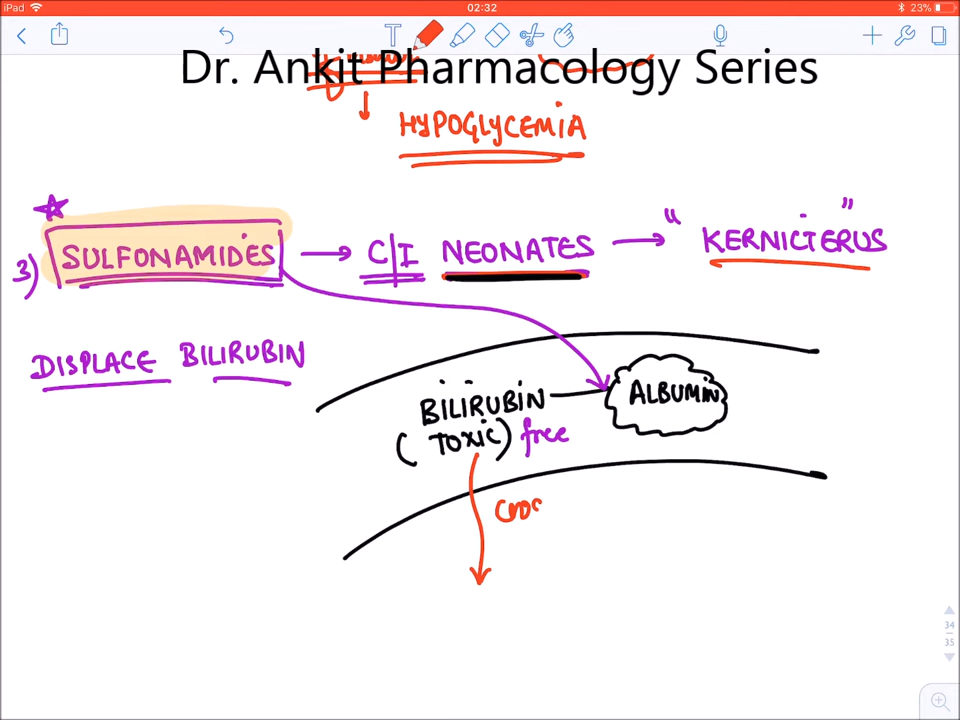 iPad 02:32 23%
T
Dr. Ankit Pharmacology Series
HYPOGLYCEMIA
3) SULFONAMIDES → C/I NEONATES → "KERNICTERUS"
DISPLACE BILIRUBIN
BILIRUBIN ALBUMIN
(TOXIC) free
34
35